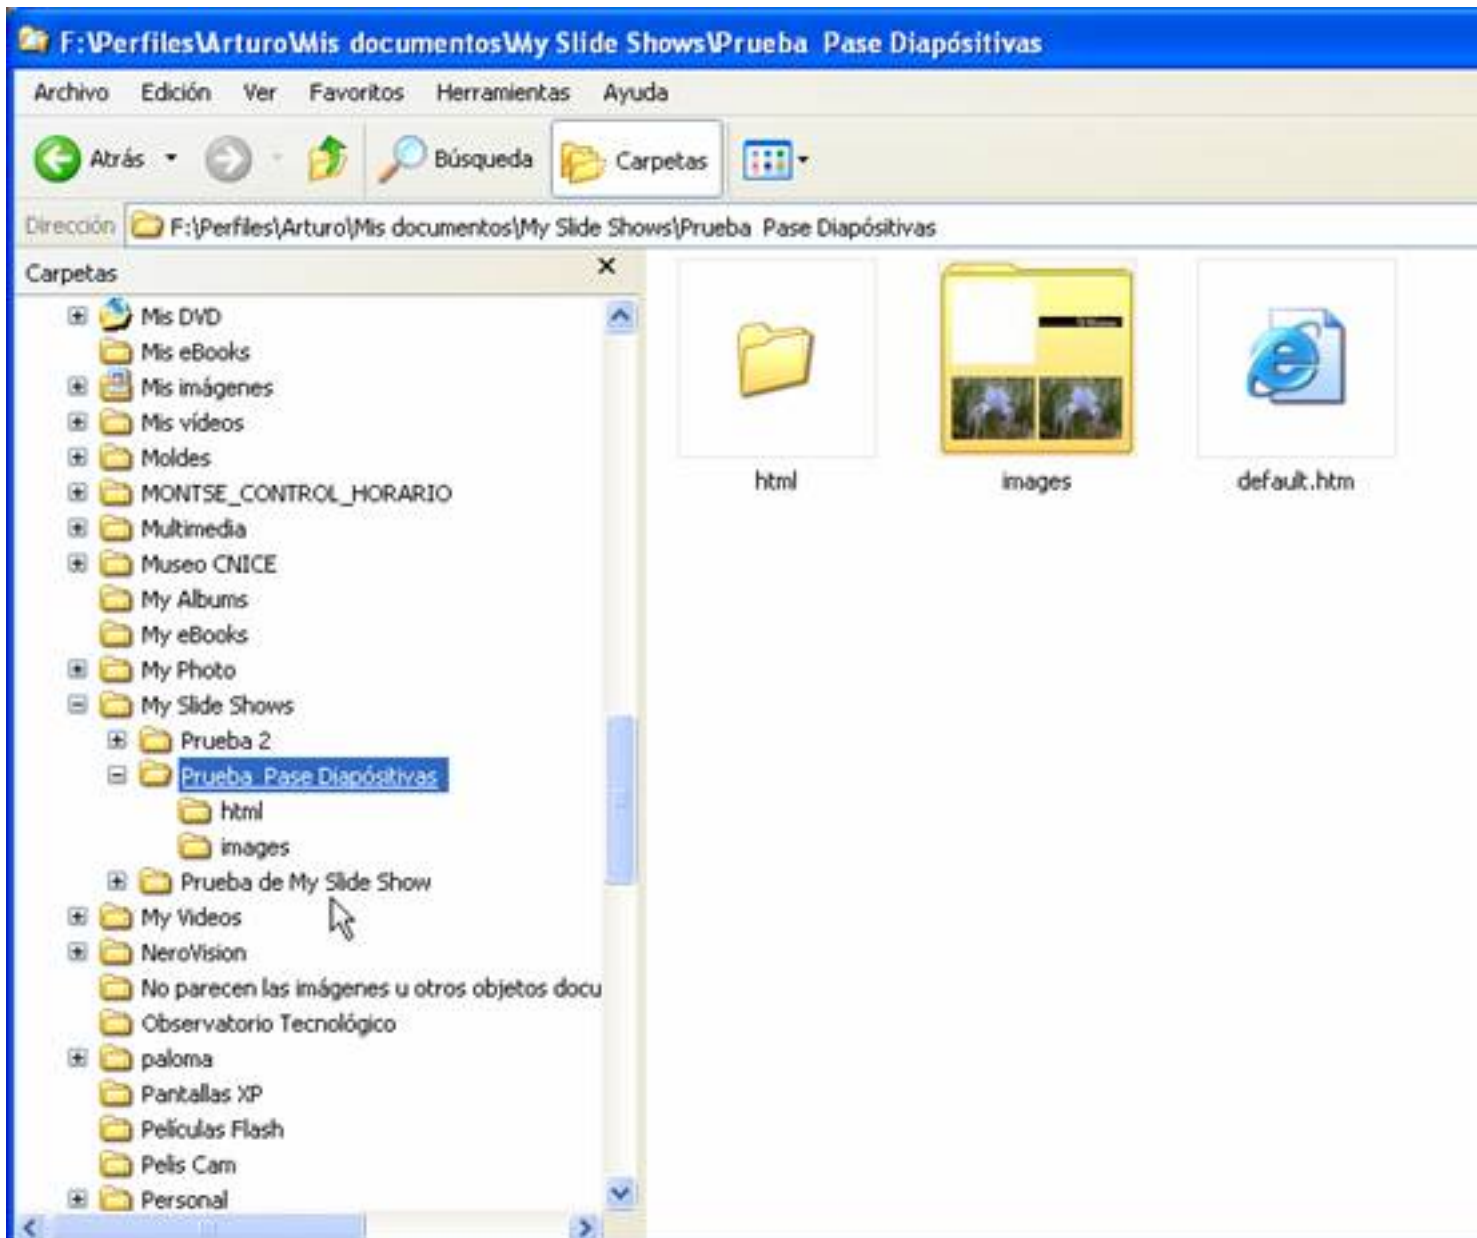 F:\Perfiles\Arturo\Mis documentos\My Slide Shows\Prueba  Pase Diapósitivas
Archivo Edición Ver Favoritos Herramientas Ayuda
Atrás Búsqueda Carpetas
Dirección F:\Perfiles\Arturo\Mis documentos\My Slide Shows\Prueba  Pase Diapósitivas
Carpetas
Mis DVD
Mis eBooks
Mis imágenes
Mis vídeos
Moldes
MONTSE_CONTROL_HORARIO
Multimedia
Museo CNICE
My Albums
My eBooks
My Photo
My Slide Shows
Prueba 2
Prueba  Pase Diapósitivas
html
images
Prueba de My Slide Show
My Videos
NeroVision
No parecen las imágenes u otros objetos docu
Observatorio Tecnológico
paloma
Pantallas XP
Películas Flash
Pelis Cam
Personal
html
images
default.htm